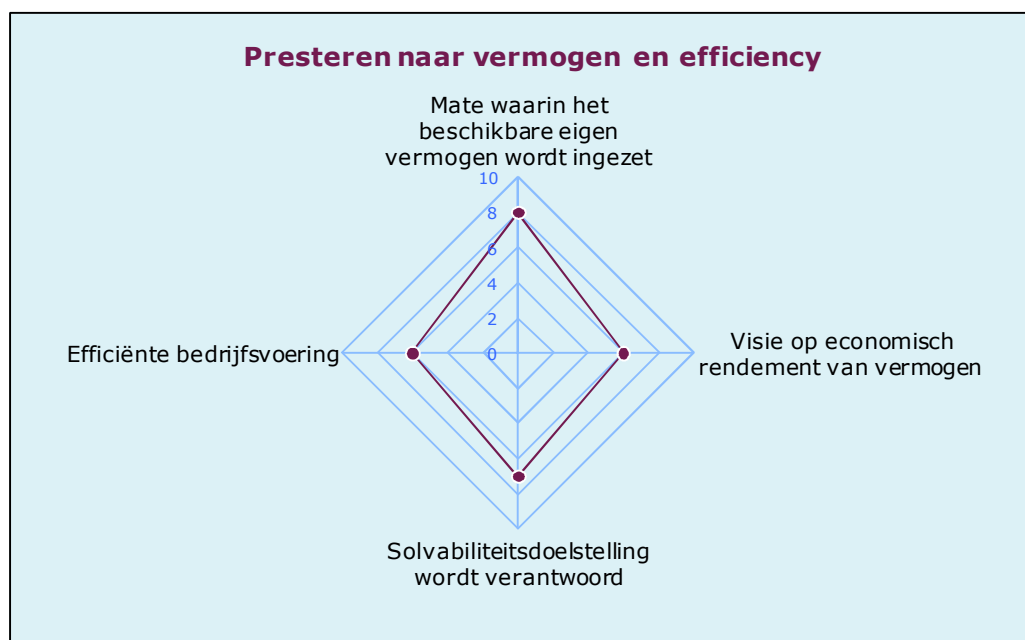 Presteren naar vermogen en efficiency
Mate waarin het
beschikbare eigen
vermogen wordt ingezet
10
8
6
4
2
0
Efficiënte bedrijfsvoering
Visie op economisch
rendement van vermogen
Solvabiliteitsdoelstelling
wordt verantwoord